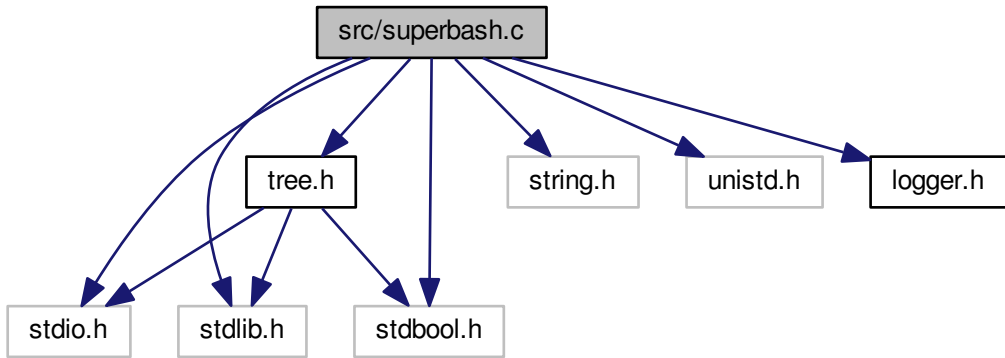 src/superbash.c
tree.h
string.h
unistd.h
logger.h
stdio.h
stdlib.h
stdbool.h